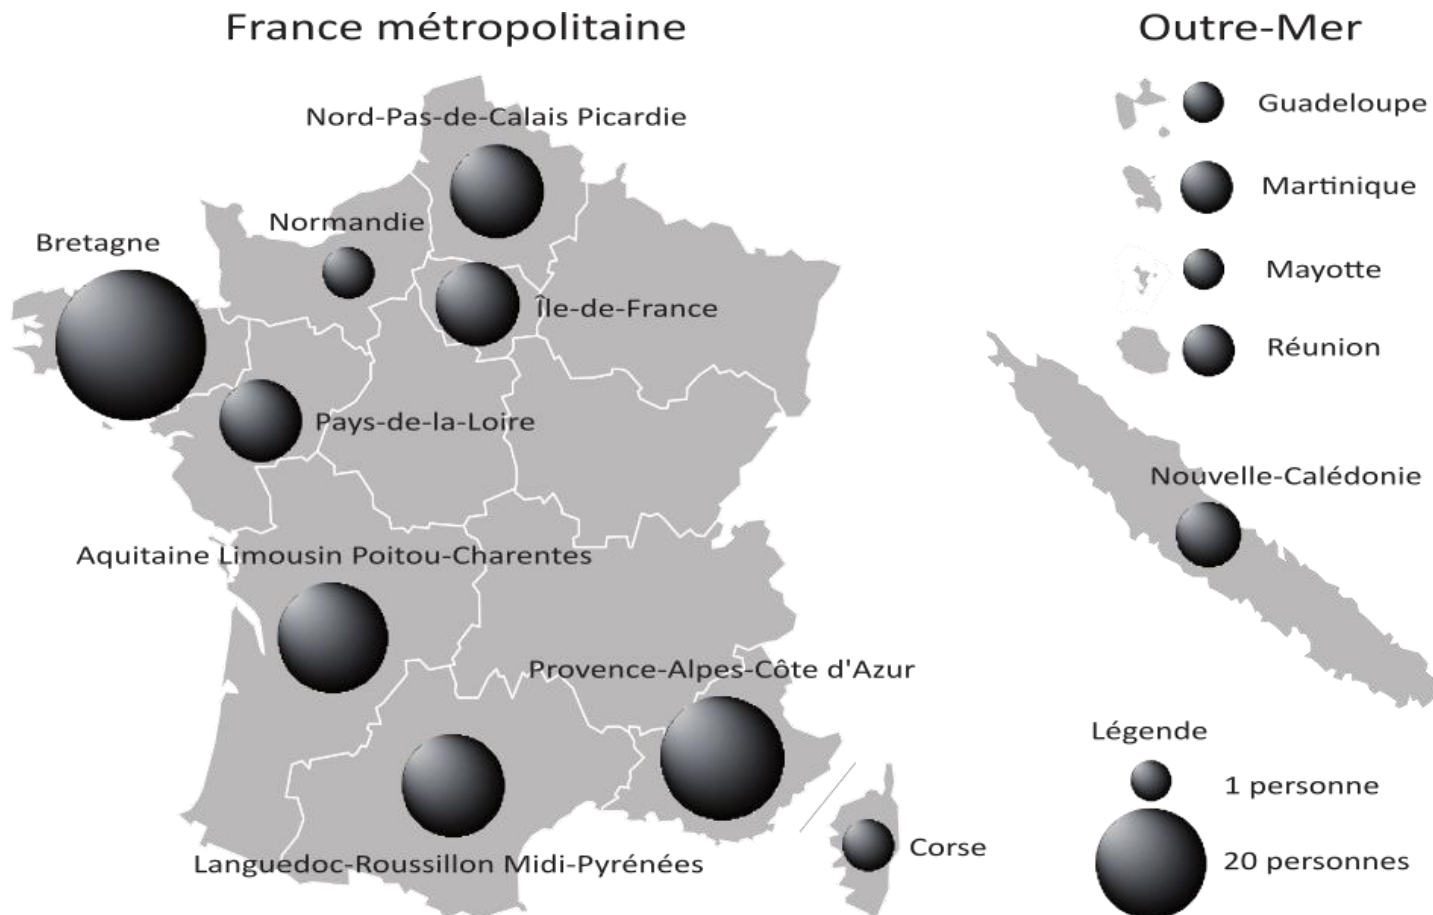 France métropolitaine
Outre-Mer
Nord-Pas-de-Calais Picardie
Normandie
Bretagne
Île-de-France
Pays-de-la-Loire
Aquitaine Limousin Poitou-Charentes
Provence-Alpes-Côte d'Azur
Languedoc-Roussillon Midi-Pyrénées
Corse
Guadeloupe
Martinique
Mayotte
Réunion
Nouvelle-Calédonie
Légende
1 personne
20 personnes